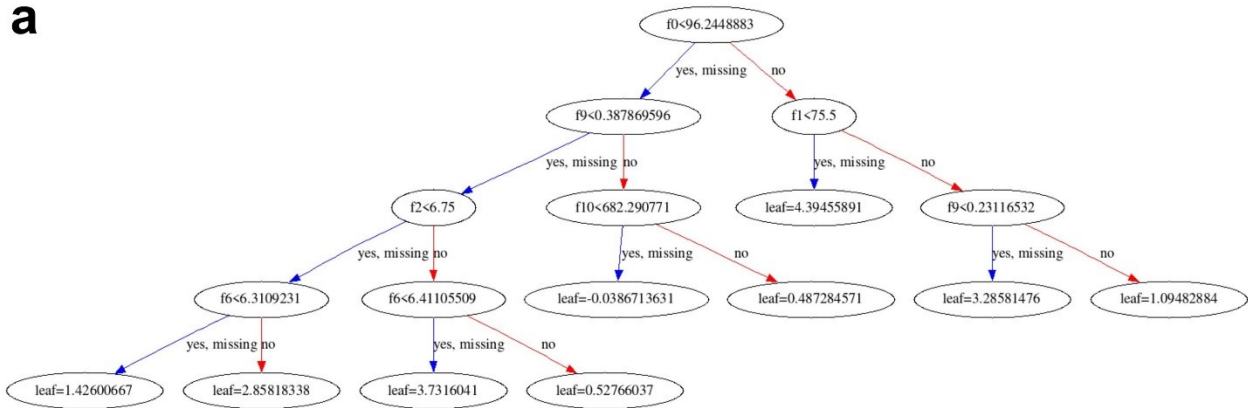 a
f0<96.2448883
yes, missing no
f9<0.387869596 f1<75.5
yes, missing no yes, missing no
f2<6.75 f10<682.290771 leaf=4.39455891 f9<0.23116532
yes, missing no yes, missing no yes, missing no
f6<6.3109231 f6<6.41105509 leaf=-0.0386713631 leaf=0.487284571 leaf=3.28581476 leaf=1.09482884
yes, missing no yes, missing no
leaf=1.42600667 leaf=2.85818338 leaf=3.7316041 leaf=0.52766037